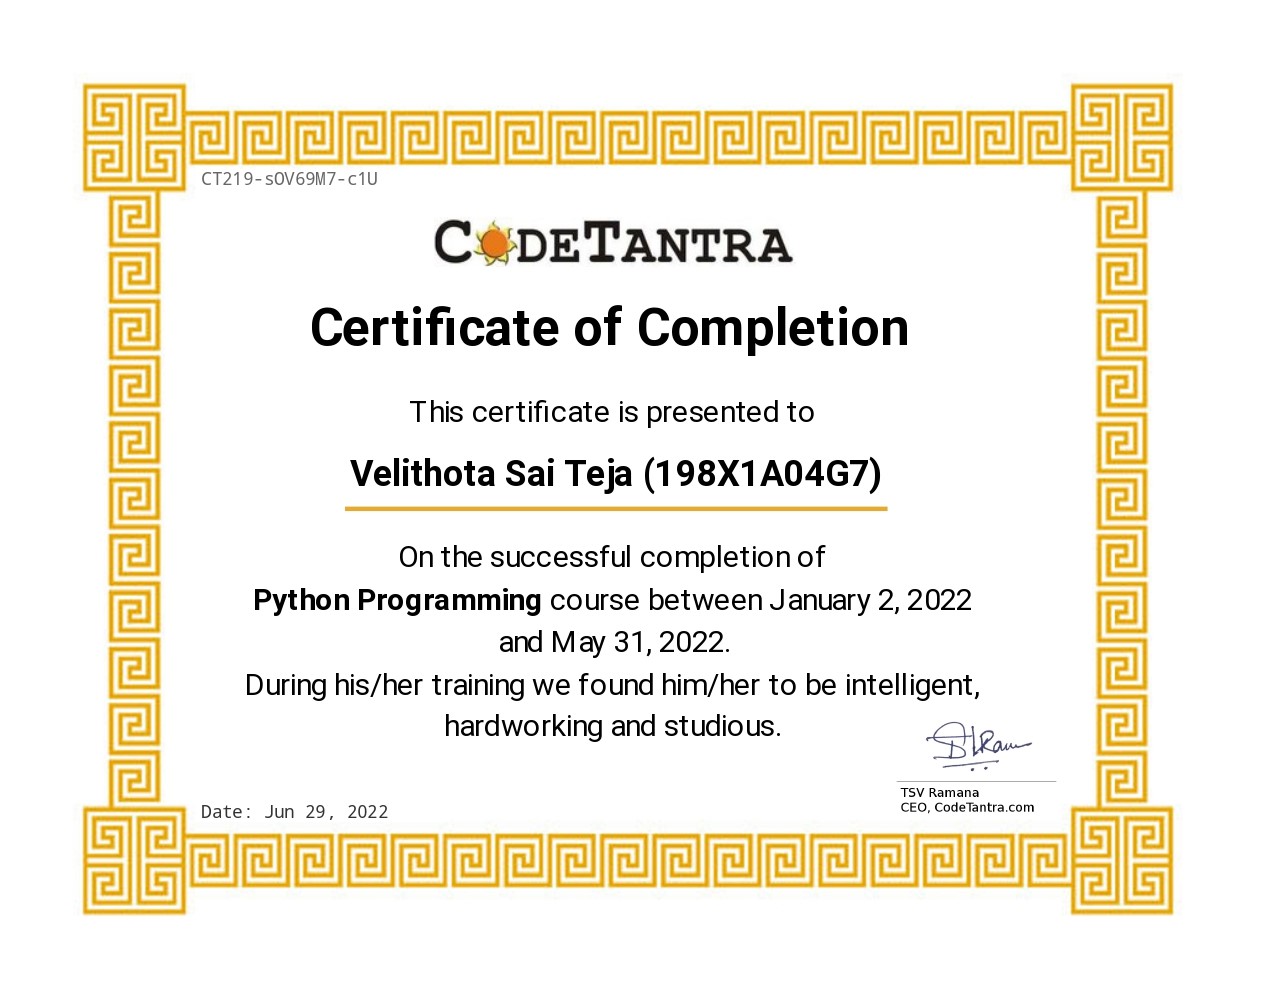 CT219-sOV69M7-c1U
CODETANTRA
Certificate of Completion
This certificate is presented to
Velithota Sai Teja (198X1A04G7)
On the successful completion of
Python Programming course between January 2, 2022
and May 31, 2022.
During his/her training we found him/her to be intelligent,
hardworking and studious.
TSV Ramana
CEO, CodeTantra.com
Date: Jun 29, 2022